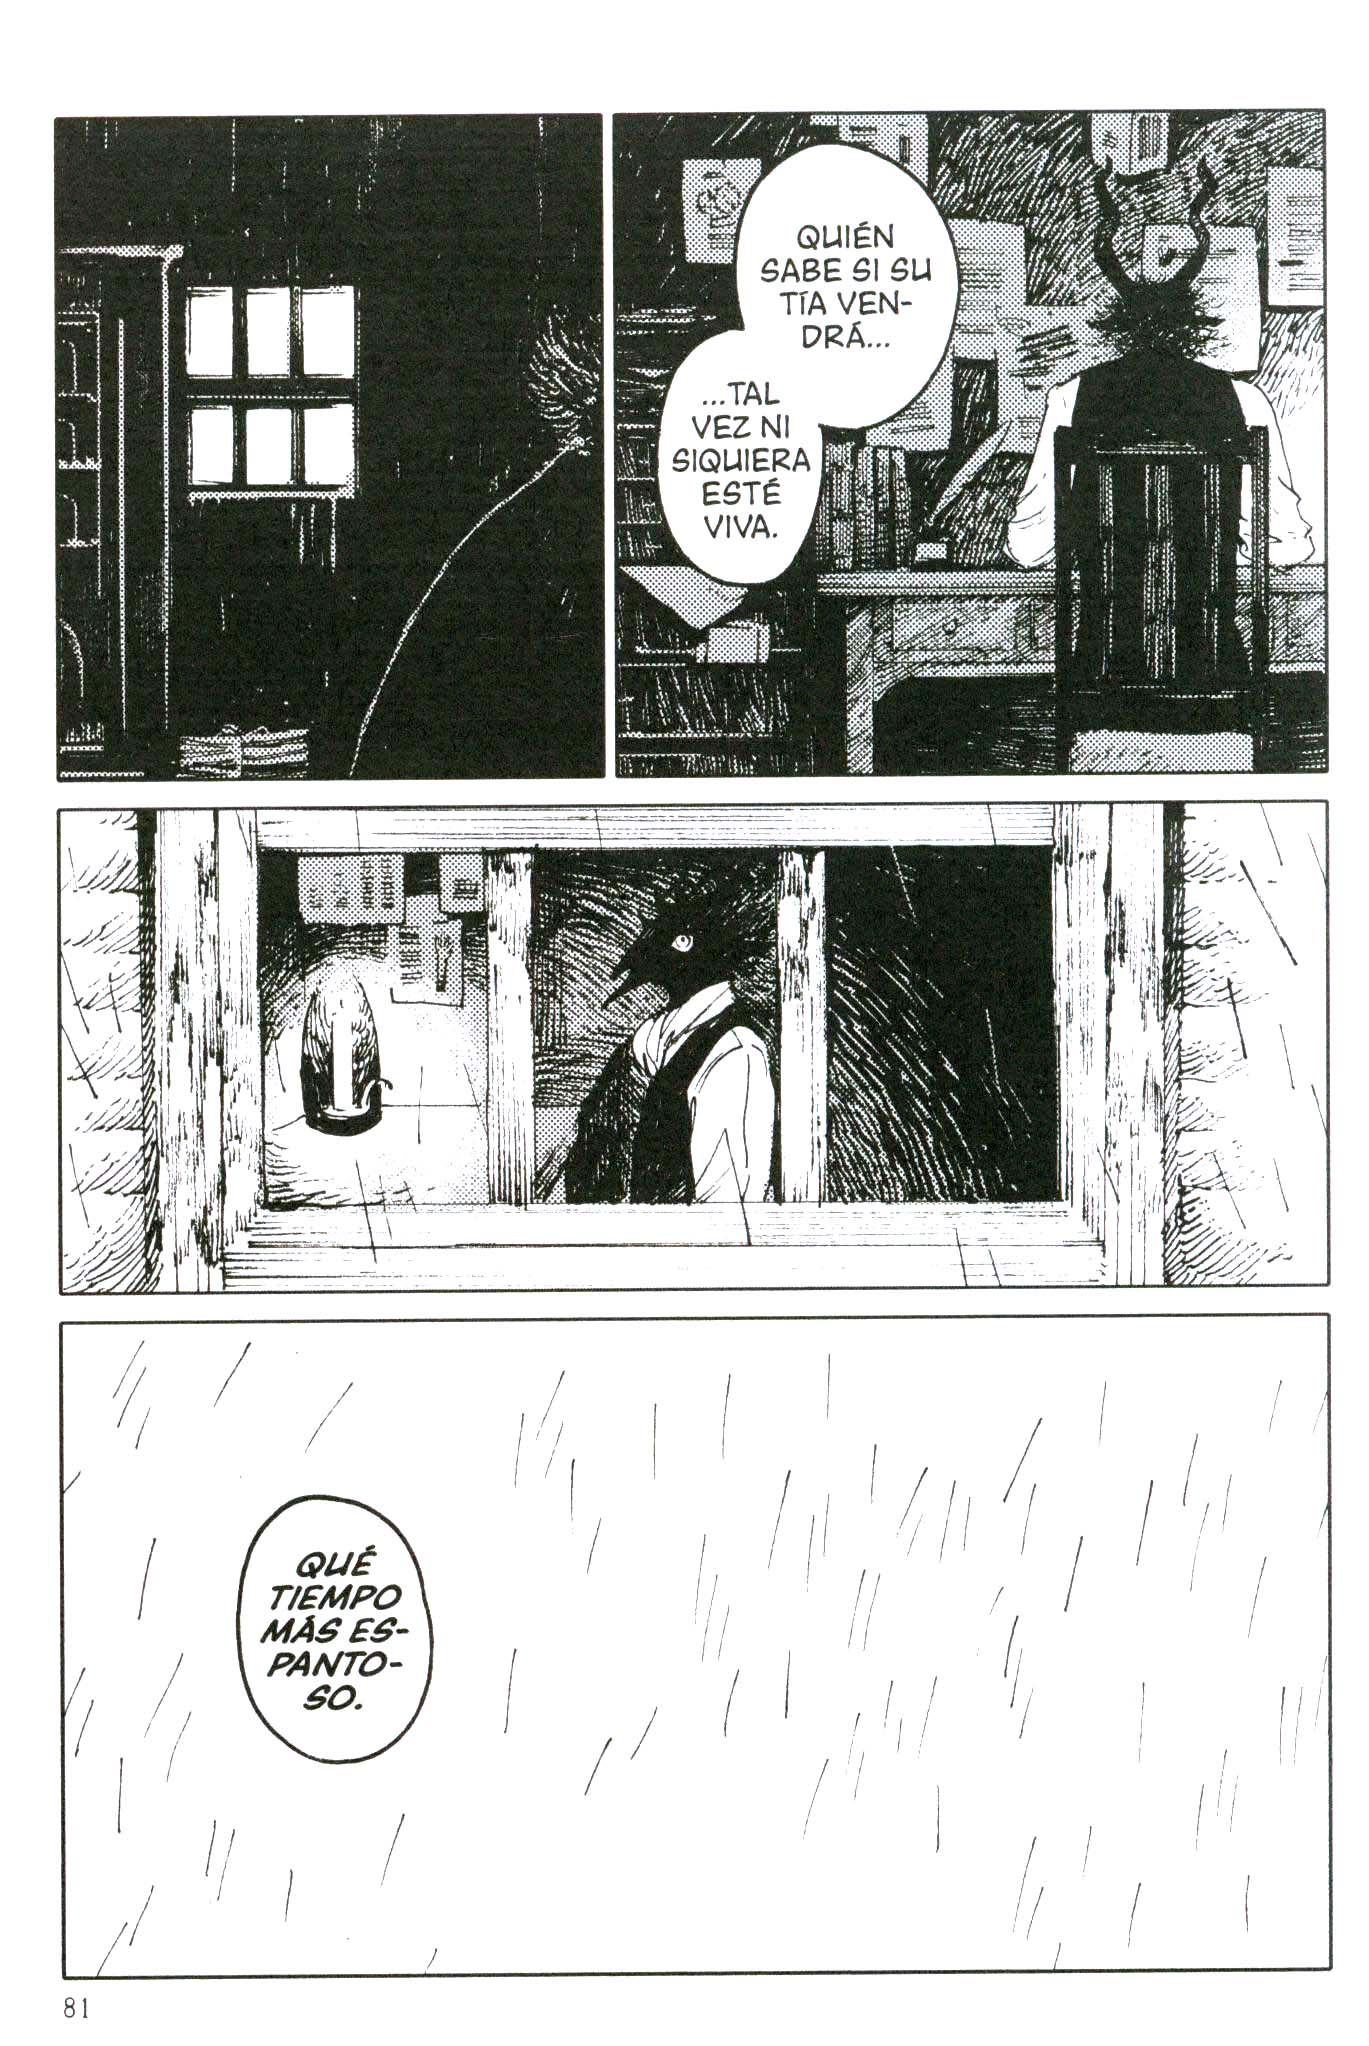 QUIÉN
SABE SI SU
TÍA VEN-
DRÁ...
...TAL
VEZ NI
SIQUIERA
ESTÉ
VIVA.
QUÉ
TIEMPO
MÁS ES-
PANTO-
SO.
81